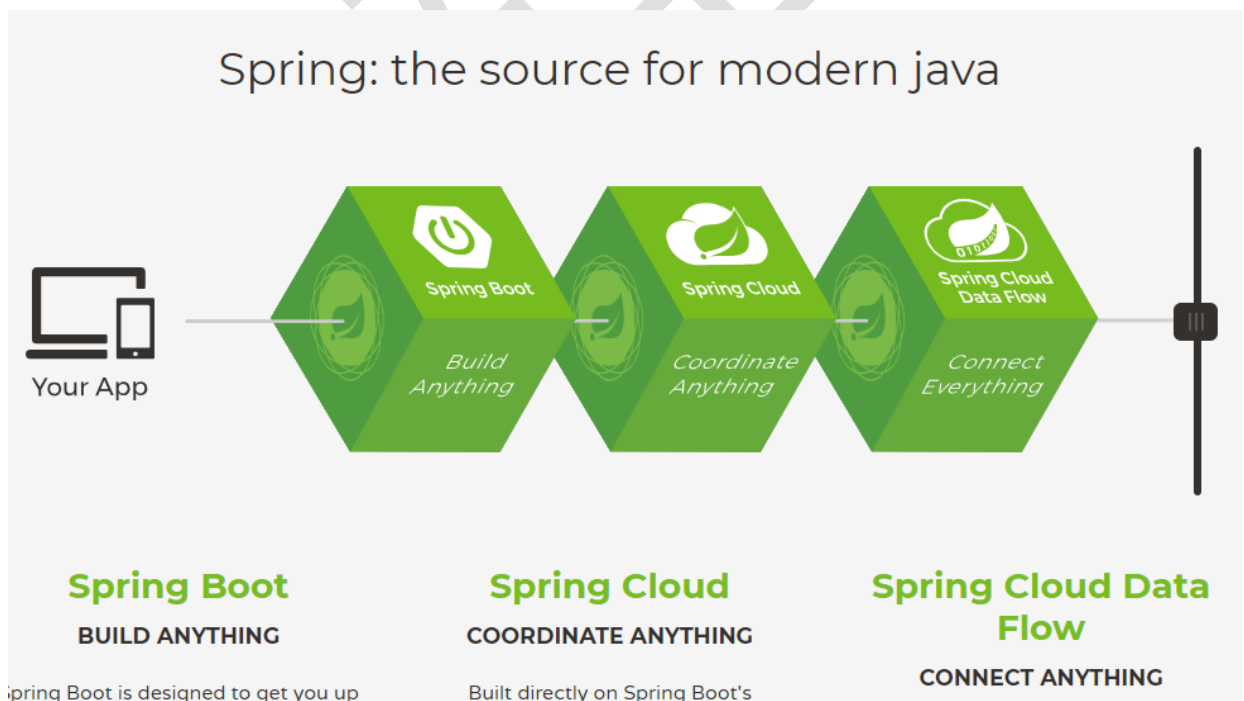 Spring: the source for modern java
Your App
Spring Boot
Build
Anything
Spring Cloud
Coordinate
Anything
Spring Cloud
Data Flow
Connect
Everything
0101101
Spring Boot
BUILD ANYTHING
Spring Boot is designed to get you up
Spring Cloud
COORDINATE ANYTHING
Built directly on Spring Boot's
Spring Cloud Data
Flow
CONNECT ANYTHING